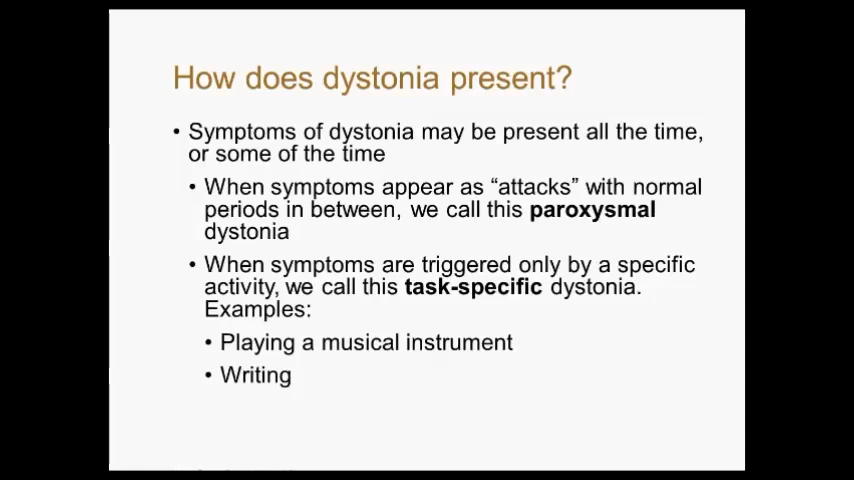 How does dystonia present?
• Symptoms of dystonia may be present all the time,
or some of the time
• When symptoms appear as “attacks” with normal
periods in between, we call this paroxysmal
dystonia
• When symptoms are triggered only by a specific
activity, we call this task-specific dystonia.
Examples:
• Playing a musical instrument
• Writing